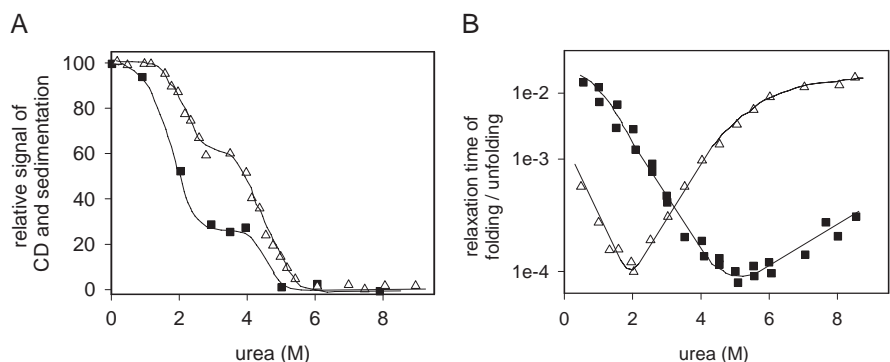 A
relative signal of
CD and sedimentation
100
80
60
40
20
0
0 2 4 6 8
urea (M)
B
relaxation time of
folding / unfolding
1e-2
1e-3
1e-4
0 2 4 6 8
urea (M)